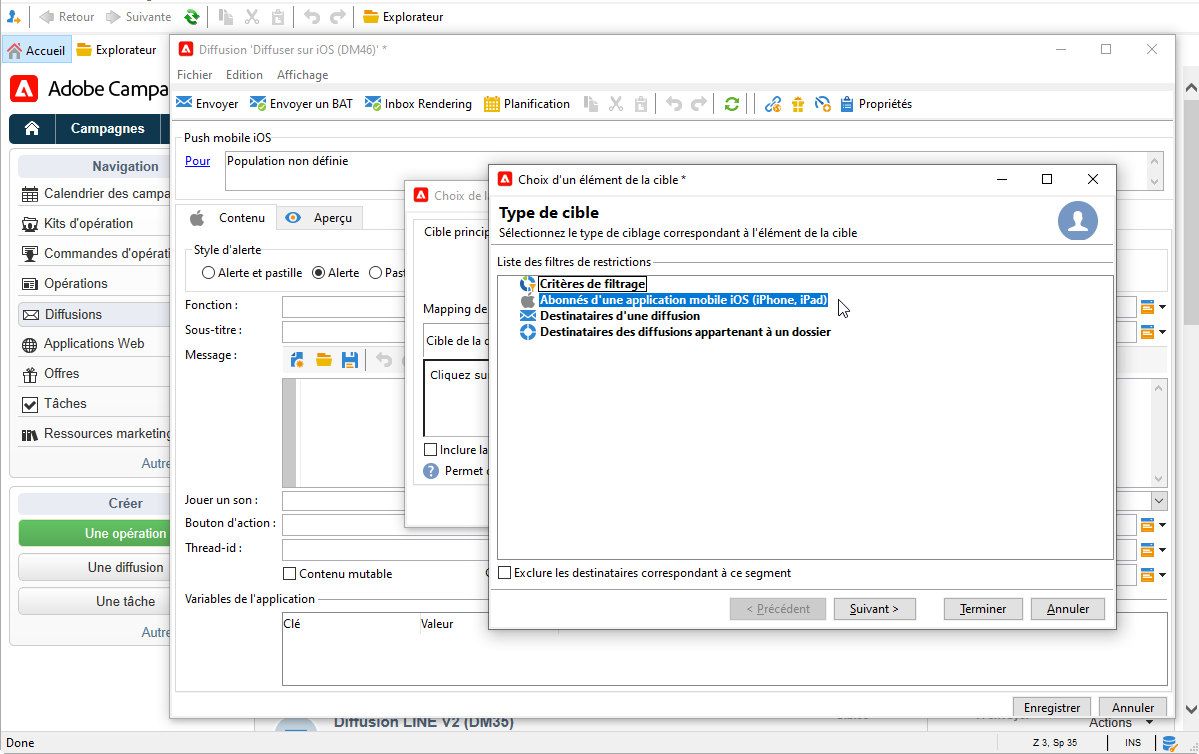 Retour Suivante Explorateur
Accueil Explorateur
Adobe Campa
Campagnes
Navigation
Calendrier des campa
Kits d'opération
Commandes d'opérati
Opérations
Diffusions
Applications Web
Offres
Tâches
Ressources marketing
Autre
Créer
Une opération
Une diffusion
Une tâche
Autre
Diffusion 'Diffuser sur iOS (DM46)' *
Fichier Edition Affichage
Envoyer Envoyer un BAT Inbox Rendering Planification Propriétés
Push mobile iOS
Pour Population non définie
Contenu Aperçu
Style d'alerte
Alerte et pastille Alerte Past
Fonction :
Sous-titre :
Message :
Jouer un son :
Bouton d'action :
Thread-id :
Contenu mutable
Variables de l'application
Clé Valeur
Enregistrer Annuler
Choix de la
Cible princip
Mapping de
Cible de la d
Cliquez su
Inclure la
Permet
Choix d'un élément de la cible *
Type de cible
Sélectionnez le type de ciblage correspondant à l'élément de la cible
Liste des filtres de restrictions
Critères de filtrage
Abonnés d'une application mobile iOS (iPhone, iPad)
Destinataires d'une diffusion
Destinataires des diffusions appartenant à un dossier
Exclure les destinataires correspondant à ce segment
< Précédent Suivant > Terminer Annuler
Diffusion LINE V2 (DM35)
Actions
Done Z 3, Sp 35 INS